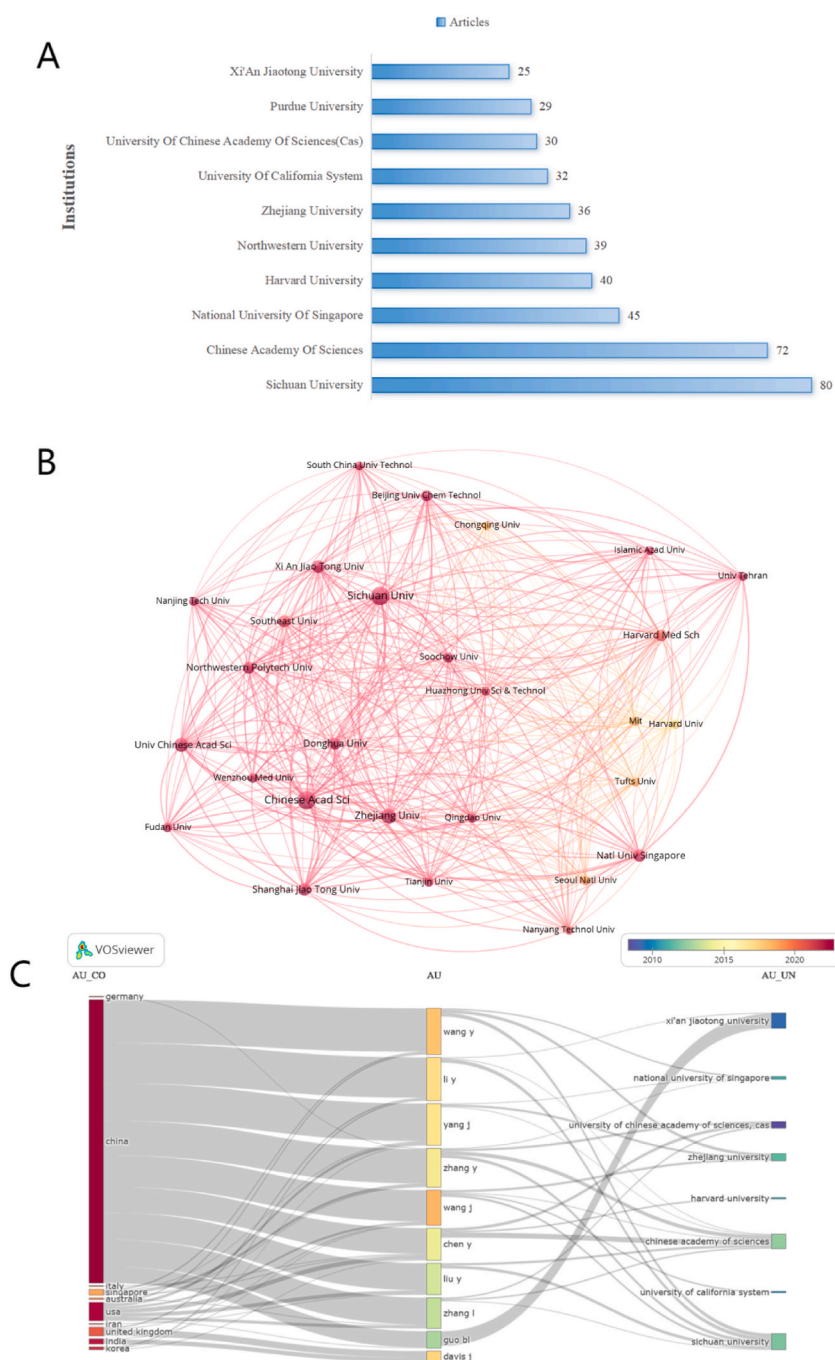 Articles
A
Institutions
Xi'An Jiaotong University 25
Purdue University 29
University Of Chinese Academy Of Sciences(Cas) 30
University Of California System 32
Zhejiang University 36
Northwestern University 39
Harvard University 40
National University Of Singapore 45
Chinese Academy Of Sciences 72
Sichuan University 80
B
South China Univ Technol
Beijing Univ Chem Technol
Chongqing Univ
Islamic Azad Univ
Xi An Jiao Tong Univ
Univ Tehran
Sichuan Univ
Nanjing Tech Univ
Southeast Univ
Harvard Med Sch
Soochow Univ
Northwestern Polytech Univ
Huazhong Univ Sci & Technol
Mit
Harvard Univ
Univ Chinese Acad Sci
Donghua Univ
Wenzhou Med Univ
Tufts Univ
Chinese Acad Sci
Zhejiang Univ
Qingdao Univ
Fudan Univ
Natl Univ Singapore
Shanghai Jiao Tong Univ
Tianjin Univ
Seoul Natl Univ
Nanyang Technol Univ
VOSviewer
2010 2015 2020
C
AU_CO AU AU_UN
germany
china
italy
singapore
australia
usa
iran
united kingdom
india
korea
wang y
li y
yang j
zhang y
wang j
chen y
liu y
zhang l
guo bl
davis j
xi'an jiaotong university
national university of singapore
university of chinese academy of sciences, cas
zhejiang university
harvard university
chinese academy of sciences
university of california system
sichuan university